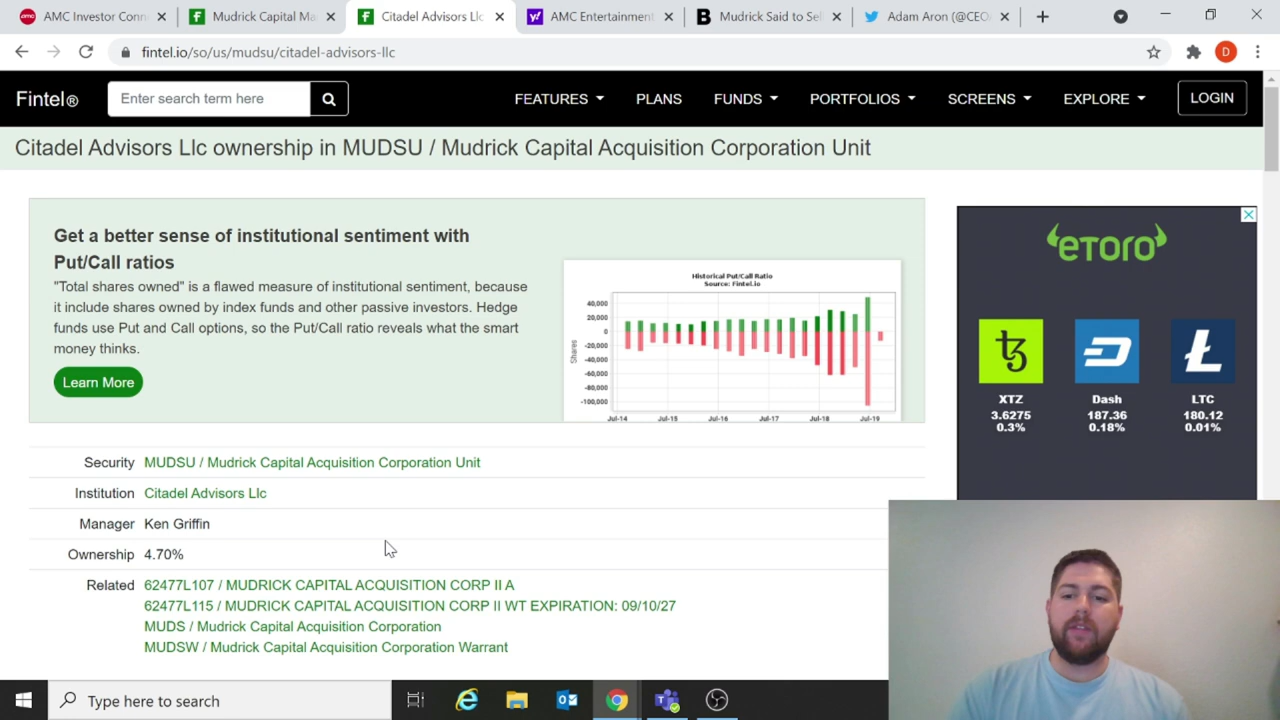 AMC Investor Conn
Mudrick Capital Ma
Citadel Advisors Llc
AMC Entertainment
Mudrick Said to Sel
Adam Aron (@CEO
fintel.io/so/us/mudsu/citadel-advisors-llc
D
Fintel®
Enter search term here
FEATURES
PLANS
FUNDS
PORTFOLIOS
SCREENS
EXPLORE
LOGIN
Citadel Advisors Llc ownership in MUDSU / Mudrick Capital Acquisition Corporation Unit
Get a better sense of institutional sentiment with
Put/Call ratios
"Total shares owned" is a flawed measure of institutional sentiment, because
it include shares owned by index funds and other passive investors. Hedge
funds use Put and Call options, so the Put/Call ratio reveals what the smart
money thinks.
Learn More
Historical Put/Call Ratio
Source: Fintel.io
Shares
40,000
20,000
0
-20,000
-40,000
-60,000
-80,000
-100,000
Jul-14 Jul-15 Jul-16 Jul-17 Jul-18 Jul-19
eToro
XTZ Dash LTC
3.6275 187.36 180.12
0.3% 0.18% 0.01%
Security MUDSU / Mudrick Capital Acquisition Corporation Unit
Institution Citadel Advisors Llc
Manager Ken Griffin
Ownership 4.70%
Related 62477L107 / MUDRICK CAPITAL ACQUISITION CORP II A
62477L115 / MUDRICK CAPITAL ACQUISITION CORP II WT EXPIRATION: 09/10/27
MUDS / Mudrick Capital Acquisition Corporation
MUDSW / Mudrick Capital Acquisition Corporation Warrant
Type here to search